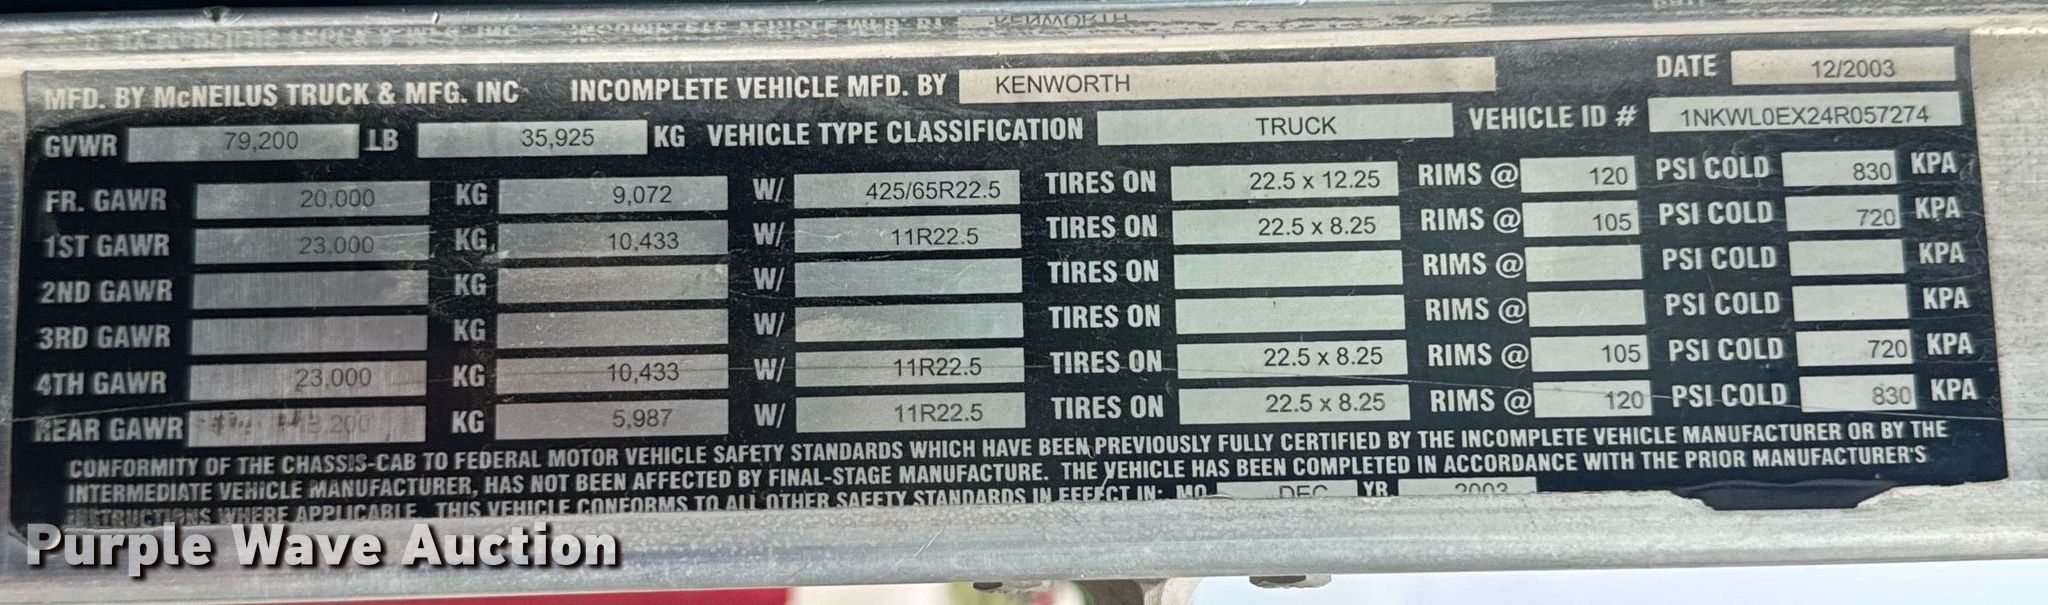 MFD. BY McNEILUS TRUCK & MFG. INC INCOMPLETE VEHICLE MFD. BY KENWORTH DATE 12/2003
GVWR 79,200 LB 35,925 KG VEHICLE TYPE CLASSIFICATION TRUCK VEHICLE ID # 1NKWL0EX24R057274
FR. GAWR 20,000 KG 9,072 W/ 425/65R22.5 TIRES ON 22.5 x 12.25 RIMS @ 120 PSI COLD 830 KPA
1ST GAWR 23,000 KG 10,433 W/ 11R22.5 TIRES ON 22.5 x 8.25 RIMS @ 105 PSI COLD 720 KPA
2ND GAWR KG W/ TIRES ON RIMS @ PSI COLD KPA
3RD GAWR KG W/ TIRES ON RIMS @ PSI COLD KPA
4TH GAWR 23,000 KG 10,433 W/ 11R22.5 TIRES ON 22.5 x 8.25 RIMS @ 105 PSI COLD 720 KPA
REAR GAWR KG 5,987 W/ 11R22.5 TIRES ON 22.5 x 8.25 RIMS @ 120 PSI COLD 830 KPA
CONFORMITY OF THE CHASSIS-CAB TO FEDERAL MOTOR VEHICLE SAFETY STANDARDS WHICH HAVE BEEN PREVIOUSLY FULLY CERTIFIED BY THE INCOMPLETE VEHICLE MANUFACTURER OR BY THE
INTERMEDIATE VEHICLE MANUFACTURER, HAS NOT BEEN AFFECTED BY FINAL-STAGE MANUFACTURE. THE VEHICLE HAS BEEN COMPLETED IN ACCORDANCE WITH THE PRIOR MANUFACTURER'S
INSTRUCTIONS WHERE APPLICABLE. THIS VEHICLE CONFORMS TO ALL OTHER SAFETY STANDARDS IN EFFECT IN: MO. DEC YR. 2003
Purple Wave Auction